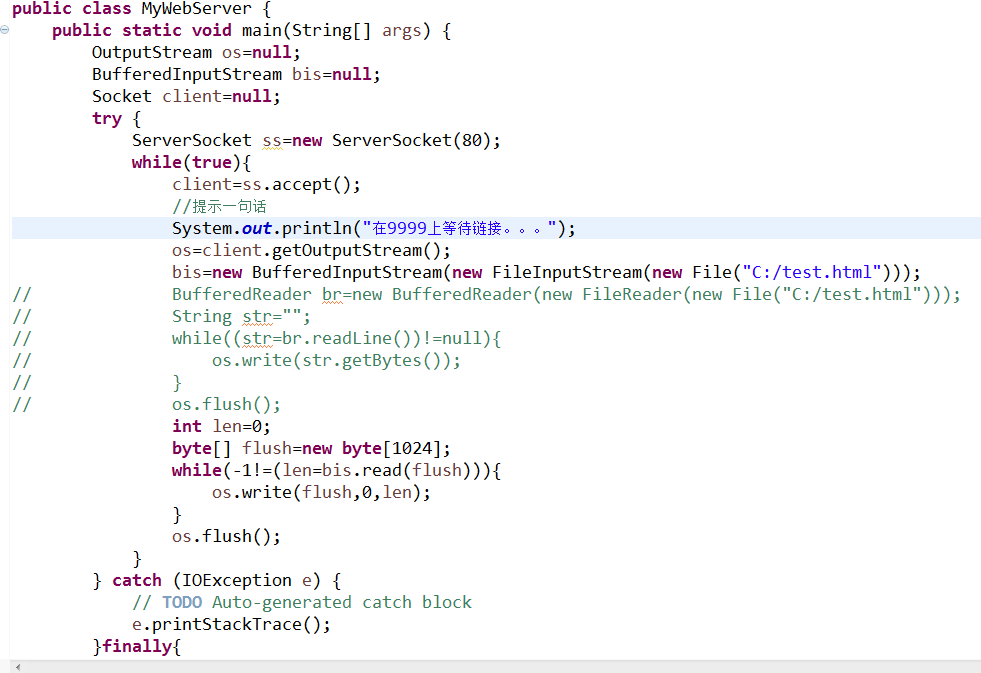 public class MyWebServer {
public static void main(String[] args) {
OutputStream os=null;
BufferedInputStream bis=null;
Socket client=null;
try {
ServerSocket ss=new ServerSocket(80);
while(true){
client=ss.accept();
//提示一句话
System.out.println("在9999上等待链接。。。");
os=client.getOutputStream();
bis=new BufferedInputStream(new FileInputStream(new File("C:/test.html")));
// BufferedReader br=new BufferedReader(new FileReader(new File("C:/test.html")));
// String str="";
// while((str=br.readLine())!=null){
// os.write(str.getBytes());
// }
// os.flush();
int len=0;
byte[] flush=new byte[1024];
while(-1!=(len=bis.read(flush))){
os.write(flush,0,len);
}
os.flush();
}
} catch (IOException e) {
// TODO Auto-generated catch block
e.printStackTrace();
}finally{